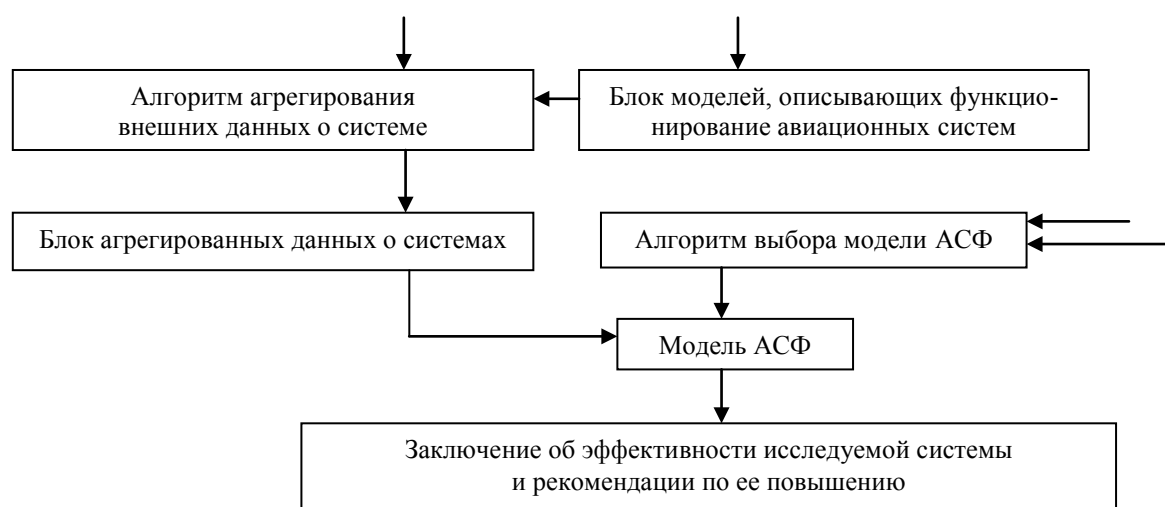 Алгоритм агрегирования
внешних данных о системе
Блок моделей, описывающих функцио-
нирование авиационных систем
Блок агрегированных данных о системах
Алгоритм выбора модели АСФ
Модель АСФ
Заключение об эффективности исследуемой системы
и рекомендации по ее повышению